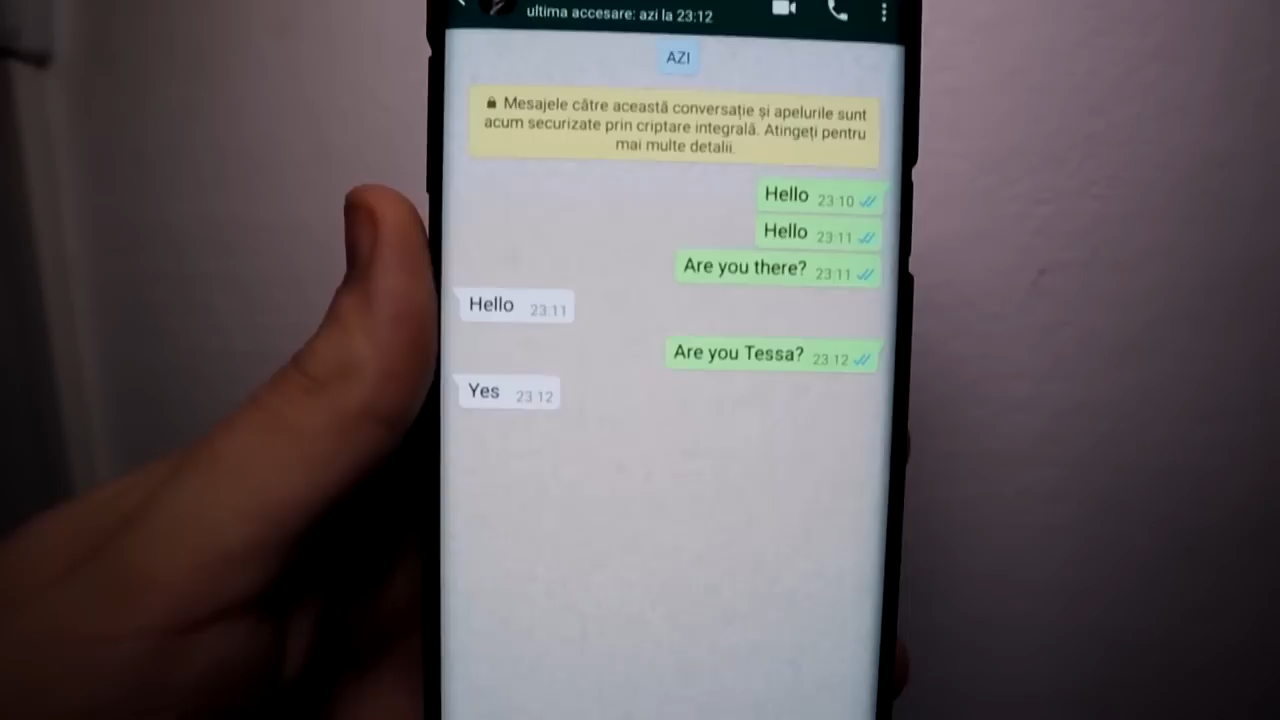 ultima accesare: azi la 23:12
AZI
Mesajele către această conversație și apelurile sunt
acum securizate prin criptare integrală. Atingeți pentru
mai multe detalii.
Hello 23:10
Hello 23:11
Are you there? 23:11
Hello 23:11
Are you Tessa? 23:12
Yes 23:12